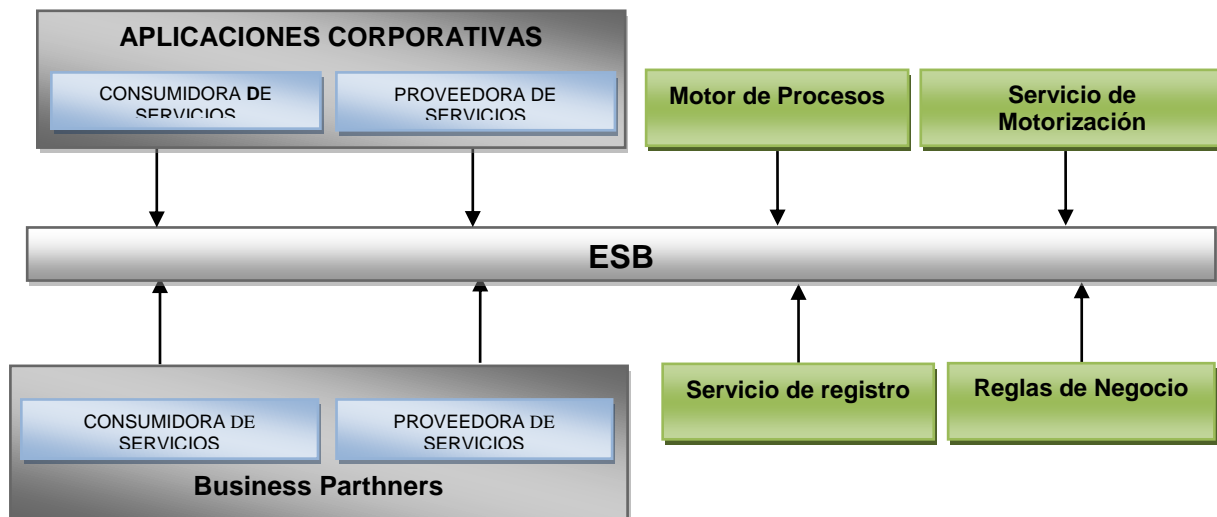 APLICACIONES CORPORATIVAS
CONSUMIDORA DE
SERVICIOS
PROVEEDORA DE
SERVICIOS
Motor de Procesos
Servicio de
Motorización
ESB
CONSUMIDORA DE
SERVICIOS
PROVEEDORA DE
SERVICIOS
Business Parthners
Servicio de registro
Reglas de Negocio